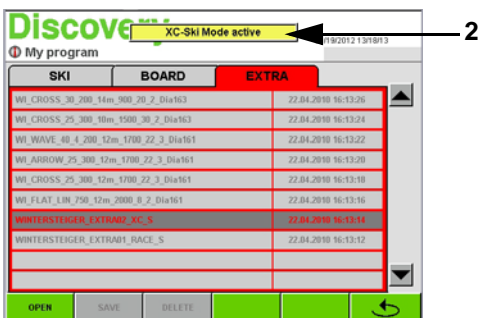 Discovery
XC-Ski Mode active
2
/19/2012 13/18/13
My program
SKI BOARD EXTRA
WI_CROSS_30_200_14m_900_20_2_Dia163 22.04.2010 16:13:26
WI_CROSS_25_300_10m_1500_30_2_Dia163 22.04.2010 16:13:24
WI_WAVE_40_4_200_12m_1700_22_3_Dia161 22.04.2010 16:13:22
WI_ARROW_25_300_12m_1700_22_3_Dia161 22.04.2010 16:13:20
WI_CROSS_25_300_12m_1700_22_3_Dia161 22.04.2010 16:13:18
WI_FLAT_LIN_750_12m_2000_8_2_Dia161 22.04.2010 16:13:16
WINTERSTEIGER_EXTRA02_XC_S 22.04.2010 16:13:14
WINTERSTEIGER_EXTRA01_RACE_S 22.04.2010 16:13:12
OPEN SAVE DELETE